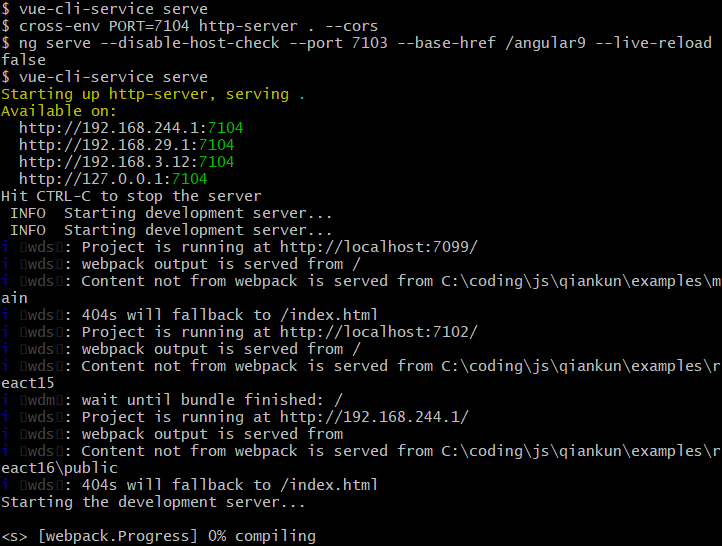 $ vue-cli-service serve
$ cross-env PORT=7104 http-server . --cors
$ ng serve --disable-host-check --port 7103 --base-href /angular9 --live-reload
false
$ vue-cli-service serve
Starting up http-server, serving .
Available on:
  http://192.168.244.1:7104
  http://192.168.29.1:7104
  http://192.168.3.12:7104
  http://127.0.0.1:7104
Hit CTRL-C to stop the server
 INFO  Starting development server...
 INFO  Starting development server...
i 「wds」: Project is running at http://localhost:7099/
i 「wds」: webpack output is served from /
i 「wds」: Content not from webpack is served from C:\coding\js\qiankun\examples\m
ain
i 「wds」: 404s will fallback to /index.html
i 「wds」: Project is running at http://localhost:7102/
i 「wds」: webpack output is served from /
i 「wds」: Content not from webpack is served from C:\coding\js\qiankun\examples\r
eact15
i 「wdm」: wait until bundle finished: /
i 「wds」: Project is running at http://192.168.244.1/
i 「wds」: webpack output is served from
i 「wds」: Content not from webpack is served from C:\coding\js\qiankun\examples\r
eact16\public
i 「wds」: 404s will fallback to /index.html
Starting the development server...

<s> [webpack.Progress] 0% compiling